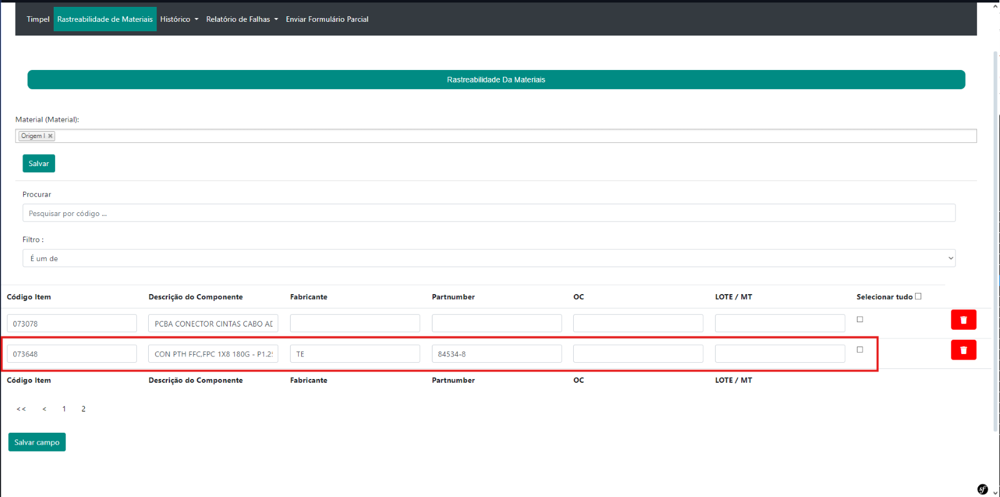 Timpel Rastreabilidade de Materiais Histórico Relatório de Falhas Enviar Formulário Parcial
Rastreabilidade Da Materiais
Material (Material):
Origem I ×
Salvar
Procurar
Pesquisar por código ...
Filtro :
É um de
Código Item Descrição do Componente Fabricante Partnumber OC LOTE / MT Selecionar tudo
073078 PCBA CONECTOR CINTAS CABO AD
073648 CON PTH FFC,FPC 1X8 180G - P1.25 TE 84534-8
Código Item Descrição do Componente Fabricante Partnumber OC LOTE / MT
<< < 1 2
Salvar campo
sf